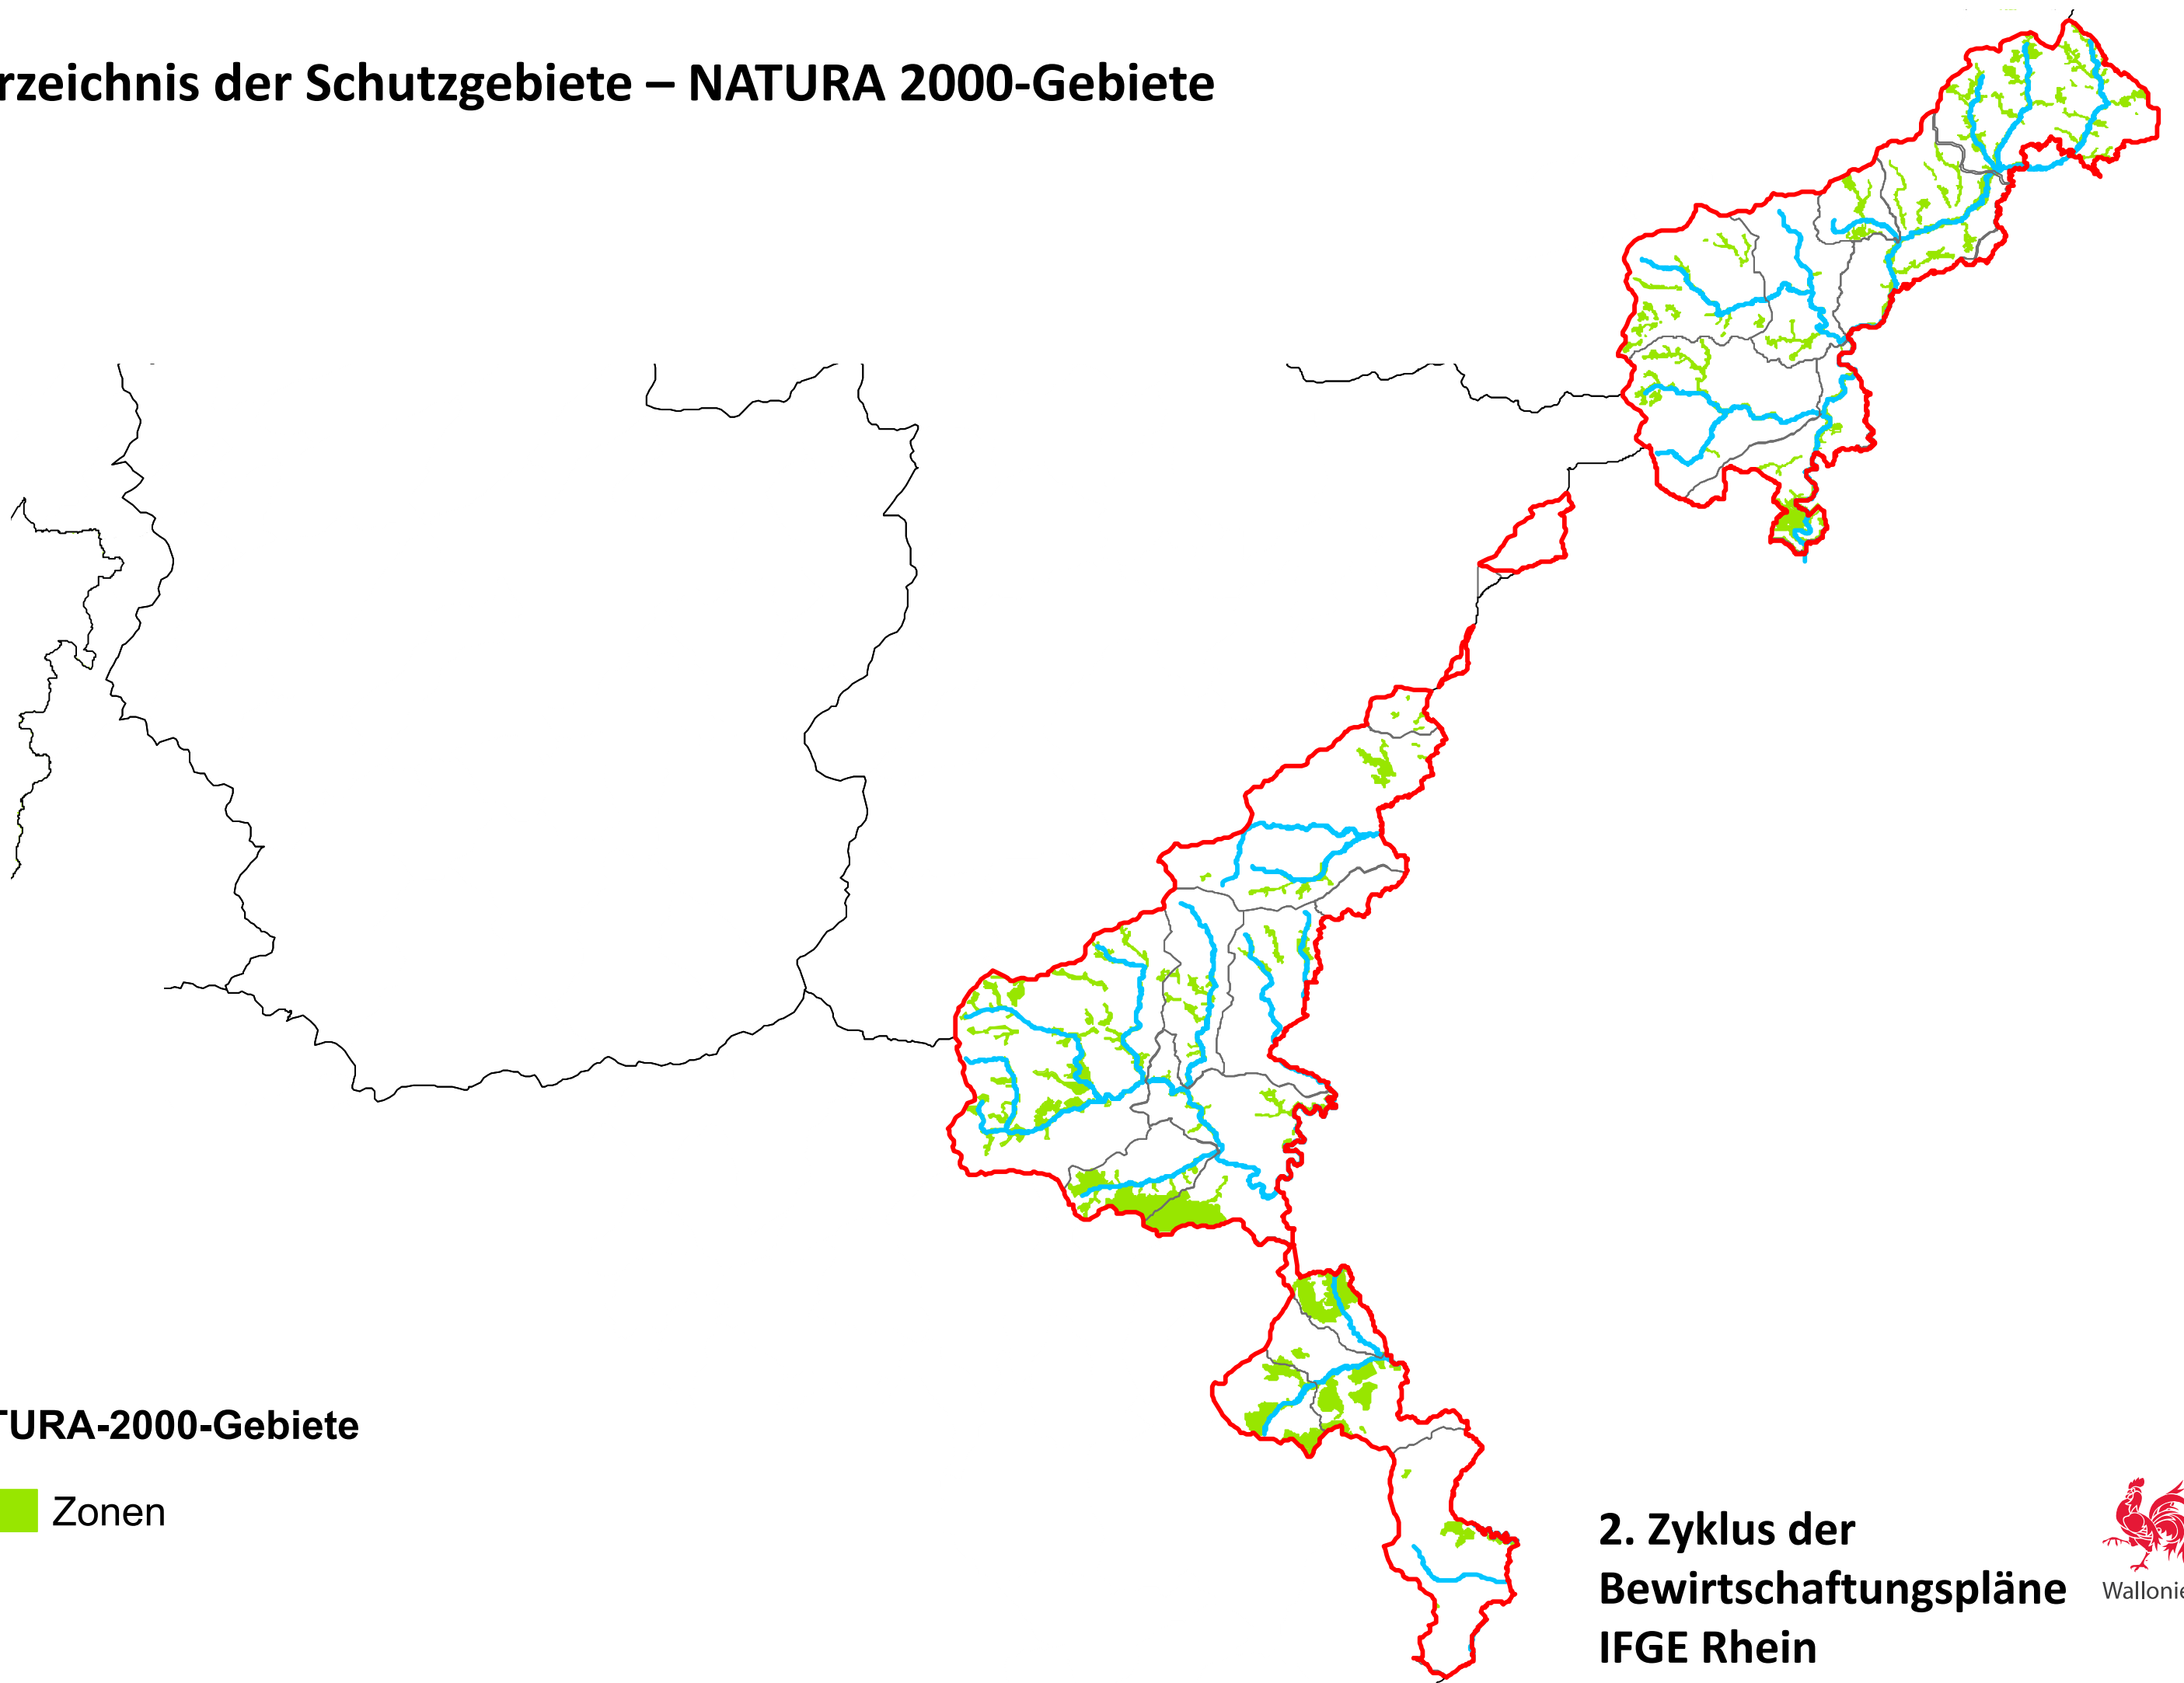 rzeichnis der Schutzgebiete – NATURA 2000-Gebiete
TURA-2000-Gebiete
Zonen
2. Zyklus der
Bewirtschaftungspläne
IFGE Rhein
Wallonie